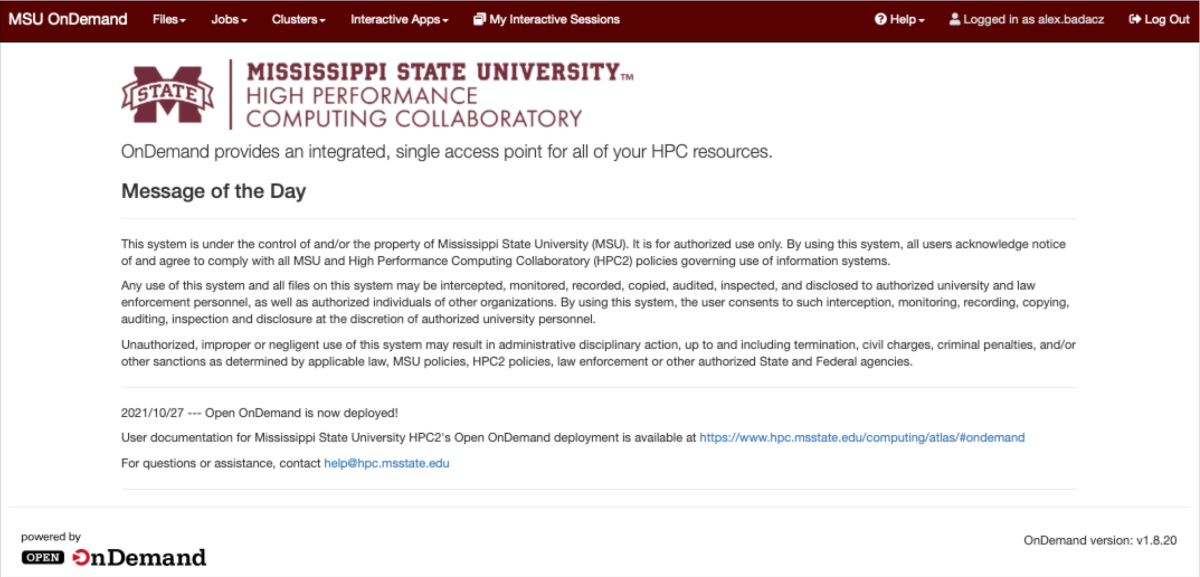 MSU OnDemand Files Jobs Clusters Interactive Apps My Interactive Sessions Help Logged in as alex.badacz Log Out
STATE
MISSISSIPPI STATE UNIVERSITY™
HIGH PERFORMANCE
COMPUTING COLLABORATORY
OnDemand provides an integrated, single access point for all of your HPC resources.
Message of the Day
This system is under the control of and/or the property of Mississippi State University (MSU). It is for authorized use only. By using this system, all users acknowledge notice
of and agree to comply with all MSU and High Performance Computing Collaboratory (HPC2) policies governing use of information systems.
Any use of this system and all files on this system may be intercepted, monitored, recorded, copied, audited, inspected, and disclosed to authorized university and law
enforcement personnel, as well as authorized individuals of other organizations. By using this system, the user consents to such interception, monitoring, recording, copying,
auditing, inspection and disclosure at the discretion of authorized university personnel.
Unauthorized, improper or negligent use of this system may result in administrative disciplinary action, up to and including termination, civil charges, criminal penalties, and/or
other sanctions as determined by applicable law, MSU policies, HPC2 policies, law enforcement or other authorized State and Federal agencies.
2021/10/27 --- Open OnDemand is now deployed!
User documentation for Mississippi State University HPC2's Open OnDemand deployment is available at https://www.hpc.msstate.edu/computing/atlas/#ondemand
For questions or assistance, contact help@hpc.msstate.edu
powered by
OPEN OnDemand
OnDemand version: v1.8.20